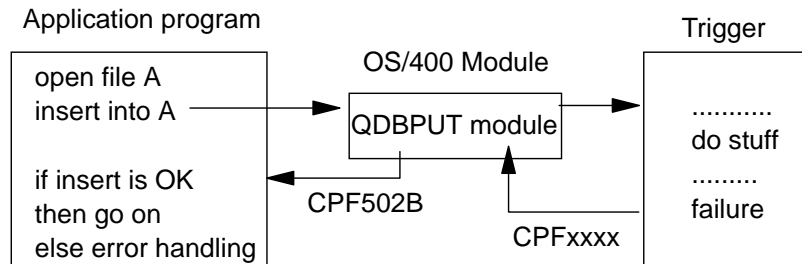 Application program
open file A
insert into A
if insert is OK
then go on
else error handling
OS/400 Module
QDBPUT module
CPF502B
Trigger
...........
do stuff
.........
failure
CPFxxxx